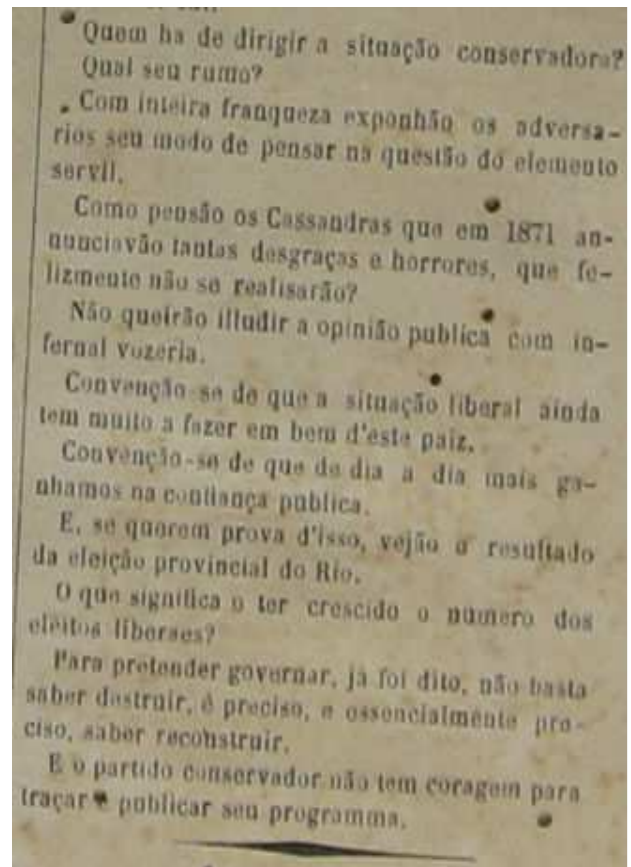 Quem ha de dirigir a situação conservadora?
Qual seu rumo?
Com inteira franqueza exponhão os adversa-
rios seu modo de pensar na questão do elemento
servil.
Como pensão os Cassandras que em 1871 an-
nunciavão tantas desgraças e horrores, que fe-
lizmente não se realisarão?
Não queirão illudir a opinião publica com in-
fernal vozeria.
Convenção-se de que a situação liberal ainda
tem muito a fazer em bem d'este paiz.
Convenção-se de que de dia a dia mais ga-
nhamos na confiança publica.
E, se querem prova d'isso, vejão o resultado
da eleição provincial do Rio.
O que significa o ter crescido o numero dos
eleitos liberaes?
Para pretender governar, já foi dito, não basta
saber destruir, é preciso, e essencialmente pre-
ciso, saber reconstruir.
E o partido conservador não tem coragem para
traçar e publicar seu programma.